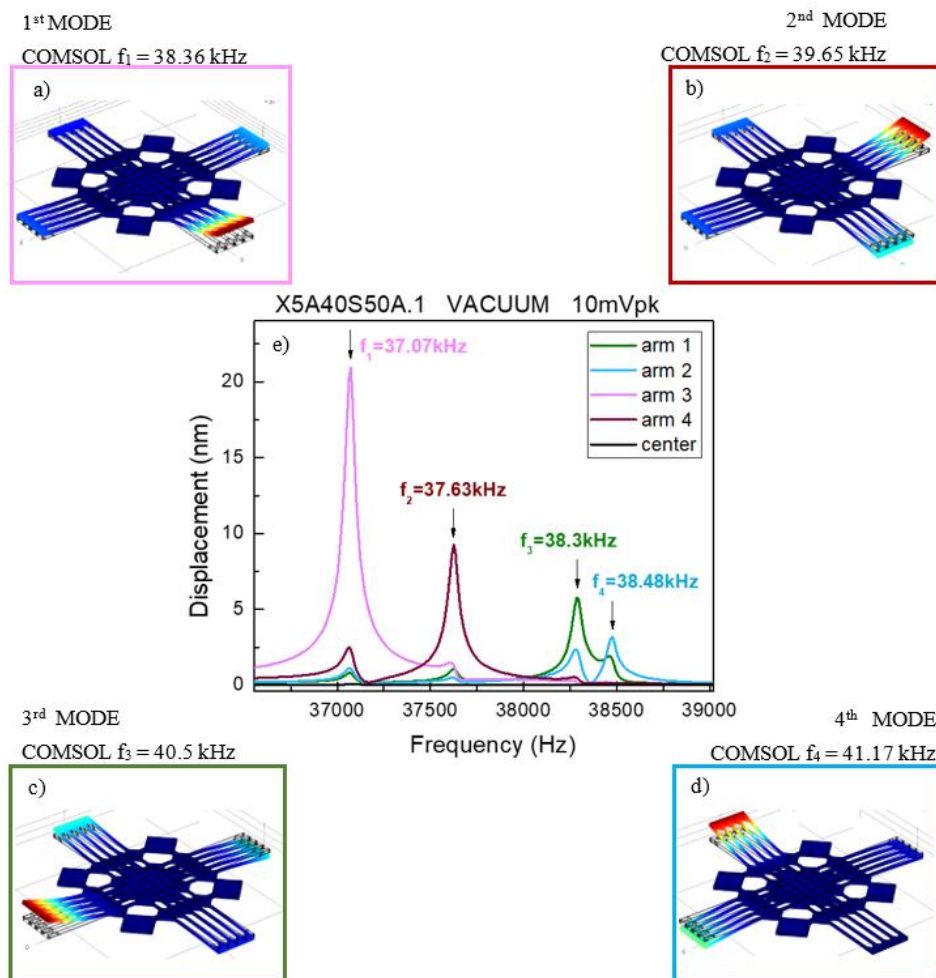 1st MODE
COMSOL f1 = 38.36 kHz
a)
2nd MODE
COMSOL f2 = 39.65 kHz
b)
X5A40S50A.1 VACUUM 10mVpk
e)
f1=37.07kHz
f2=37.63kHz
f3=38.3kHz
f4=38.48kHz
arm 1
arm 2
arm 3
arm 4
center
Displacement (nm)
20
15
10
5
0
37000 37500 38000 38500 39000
Frequency (Hz)
3rd MODE
COMSOL f3 = 40.5 kHz
c)
4th MODE
COMSOL f4 = 41.17 kHz
d)